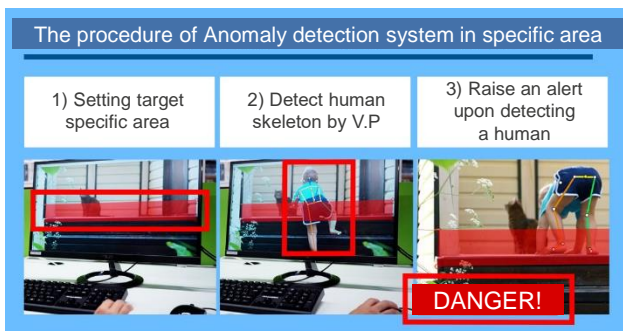 The procedure of Anomaly detection system in specific area
1) Setting target
specific area
2) Detect human
skeleton by V.P
3) Raise an alert
upon detecting
a human
DANGER!